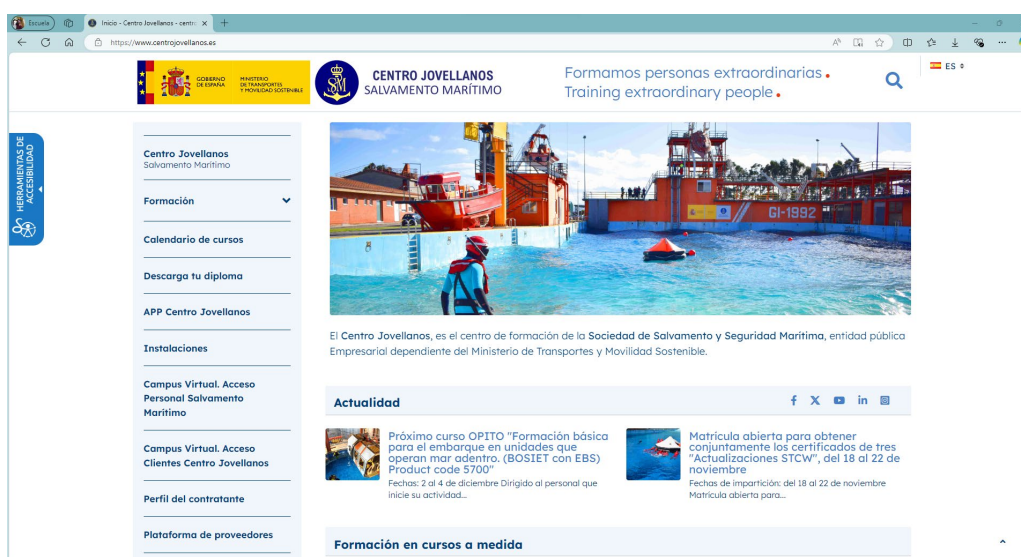 Escuela
Inicio - Centro Jovellanos - centr
https://www.centrojovellanos.es
GOBIERNO
DE ESPAÑA
MINISTERIO
DE TRANSPORTES
Y MOVILIDAD SOSTENIBLE
SM
CENTRO JOVELLANOS
SALVAMENTO MARÍTIMO
Formamos personas extraordinarias.
Training extraordinary people.
ES
HERRAMIENTAS DE
ACCESIBILIDAD
Centro Jovellanos
Salvamento Marítimo
Formación
Calendario de cursos
Descarga tu diploma
APP Centro Jovellanos
Instalaciones
Campus Virtual. Acceso
Personal Salvamento
Marítimo
Campus Virtual. Acceso
Clientes Centro Jovellanos
Perfil del contratante
Plataforma de proveedores
GI-1992
El Centro Jovellanos, es el centro de formación de la Sociedad de Salvamento y Seguridad Marítima, entidad pública
Empresarial dependiente del Ministerio de Transportes y Movilidad Sostenible.
Actualidad
Próximo curso OPITO "Formación básica
para el embarque en unidades que
operan mar adentro. (BOSIET con EBS)
Product code 5700"
Fechas: 2 al 4 de diciembre Dirigido al personal que
inicie su actividad...
Matrícula abierta para obtener
conjuntamente los certificados de tres
"Actualizaciones STCW", del 18 al 22 de
noviembre
Fechas de impartición: del 18 al 22 de noviembre
Matrícula abierta para...
Formación en cursos a medida